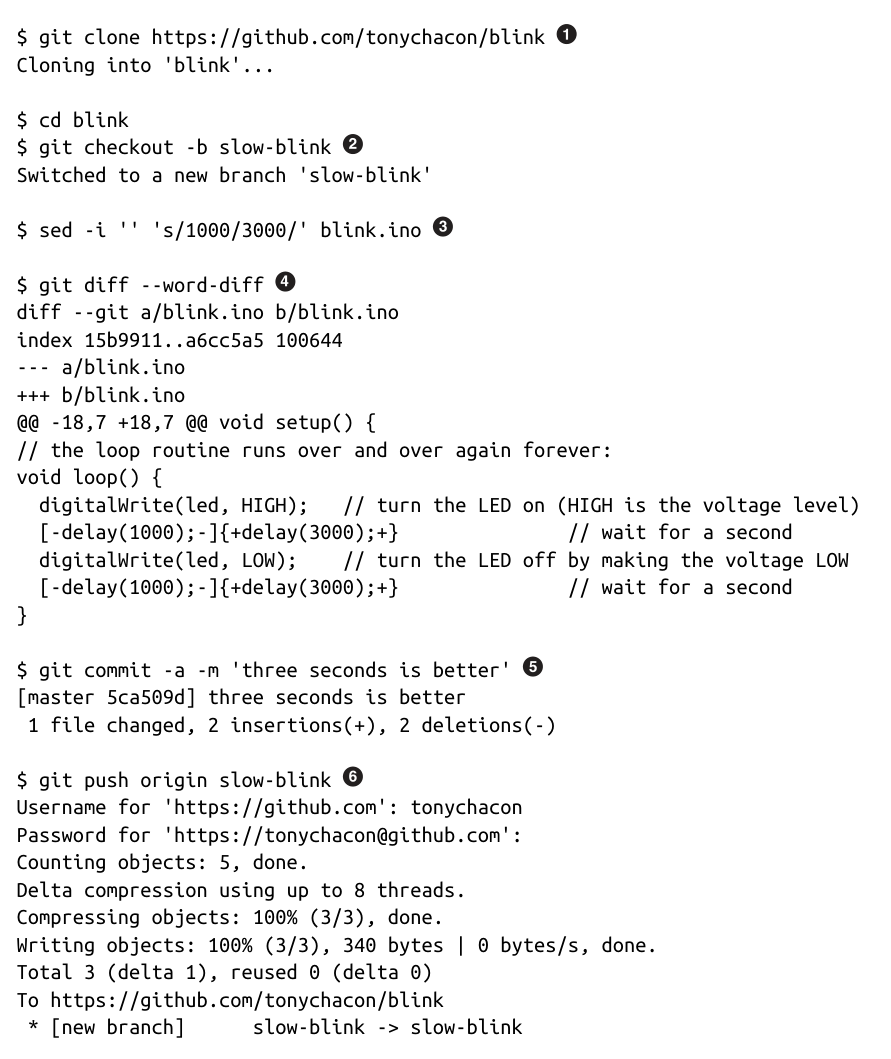 $ git clone https://github.com/tonychacon/blink ❶
Cloning into 'blink'...
$ cd blink
$ git checkout -b slow-blink ❷
Switched to a new branch 'slow-blink'
$ sed -i '' 's/1000/3000/' blink.ino ❸
$ git diff --word-diff ❹
diff --git a/blink.ino b/blink.ino
index 15b9911..a6cc5a5 100644
--- a/blink.ino
+++ b/blink.ino
@@ -18,7 +18,7 @@ void setup() {
// the loop routine runs over and over again forever:
void loop() {
  digitalWrite(led, HIGH);   // turn the LED on (HIGH is the voltage level)
  [-delay(1000);-]{+delay(3000);+}               // wait for a second
  digitalWrite(led, LOW);    // turn the LED off by making the voltage LOW
  [-delay(1000);-]{+delay(3000);+}               // wait for a second
}
$ git commit -a -m 'three seconds is better' ❺
[master 5ca509d] three seconds is better
 1 file changed, 2 insertions(+), 2 deletions(-)
$ git push origin slow-blink ❻
Username for 'https://github.com': tonychacon
Password for 'https://tonychacon@github.com':
Counting objects: 5, done.
Delta compression using up to 8 threads.
Compressing objects: 100% (3/3), done.
Writing objects: 100% (3/3), 340 bytes | 0 bytes/s, done.
Total 3 (delta 1), reused 0 (delta 0)
To https://github.com/tonychacon/blink
 * [new branch]      slow-blink -> slow-blink